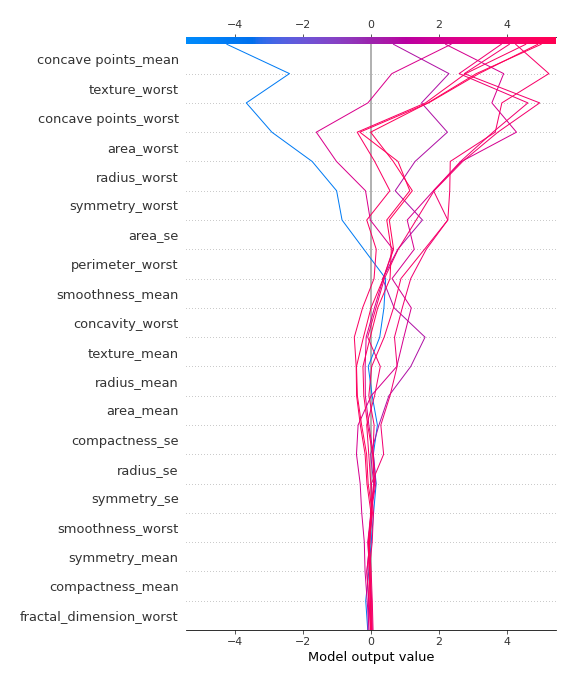 −4 −2 0 2 4
concave points_mean
texture_worst
concave points_worst
area_worst
radius_worst
symmetry_worst
area_se
perimeter_worst
smoothness_mean
concavity_worst
texture_mean
radius_mean
area_mean
compactness_se
radius_se
symmetry_se
smoothness_worst
symmetry_mean
compactness_mean
fractal_dimension_worst
−4 −2 0 2 4
Model output value